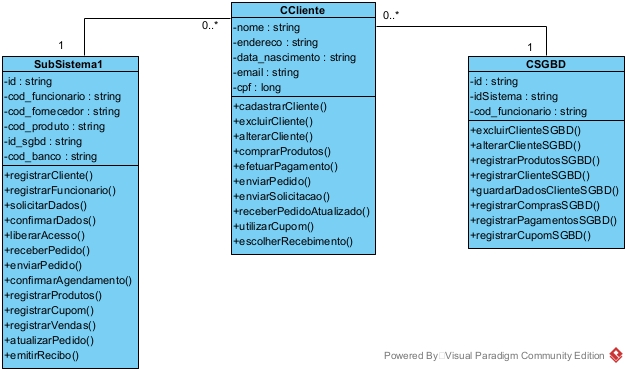 CCliente
-nome : string
-endereco : string
-data_nascimento : string
-email : string
-cpf : long
+cadastrarCliente()
+excluirCliente()
+alterarCliente()
+comprarProdutos()
+efetuarPagamento()
+enviarPedido()
+enviarSolicitacao()
+receberPedidoAtualizado()
+utilizarCupom()
+escolherRecebimento()
0..*
0..*
1
1
SubSistema1
-id : string
-cod_funcionario : string
-cod_fornecedor : string
-cod_produto : string
-id_sgbd : string
-cod_banco : string
+registrarCliente()
+registrarFuncionario()
+solicitarDados()
+confirmarDados()
+liberarAcesso()
+receberPedido()
+enviarPedido()
+confirmarAgendamento()
+registrarProdutos()
+registrarCupom()
+registrarVendas()
+atualizarPedido()
+emitirRecibo()
CSGBD
-id : string
-idSistema : string
-cod_funcionario : string
+excluirClienteSGBD()
+alterarClienteSGBD()
+registrarProdutosSGBD()
+registrarClienteSGBD()
+guardarDadosClienteSGBD()
+registrarComprasSGBD()
+registrarPagamentosSGBD()
+registrarCupomSGBD()
Powered By Visual Paradigm Community Edition